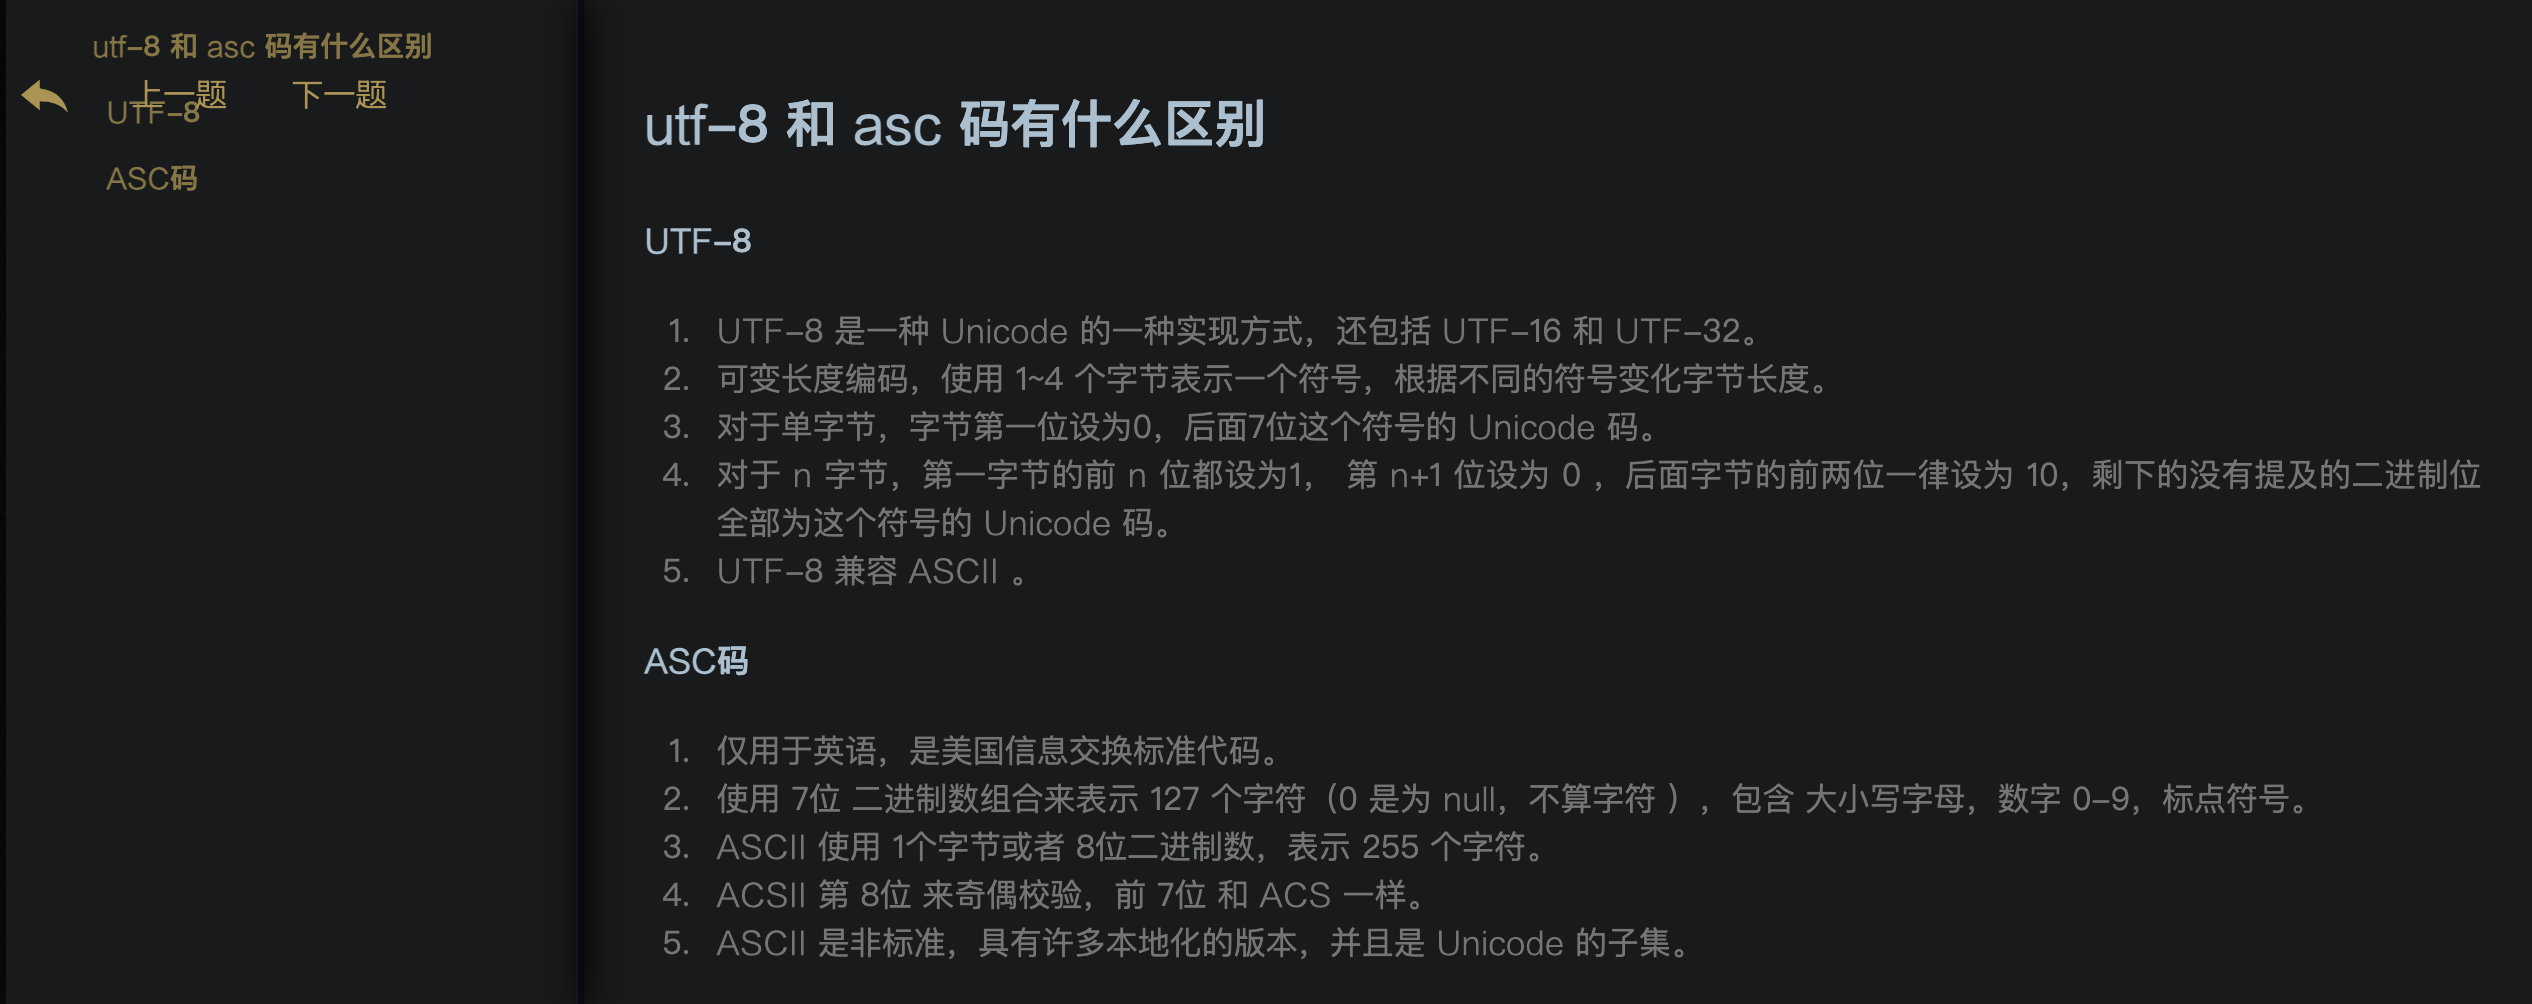 utf-8 和 asc 码有什么区别
上一题 下一题
UTF-8
ASC码
utf-8 和 asc 码有什么区别
UTF-8
1. UTF-8 是一种 Unicode 的一种实现方式，还包括 UTF-16 和 UTF-32。
2. 可变长度编码，使用 1~4 个字节表示一个符号，根据不同的符号变化字节长度。
3. 对于单字节，字节第一位设为0，后面7位这个符号的 Unicode 码。
4. 对于 n 字节，第一字节的前 n 位都设为1， 第 n+1 位设为 0 ，后面字节的前两位一律设为 10，剩下的没有提及的二进制位
全部为这个符号的 Unicode 码。
5. UTF-8 兼容 ASCII 。
ASC码
1. 仅用于英语，是美国信息交换标准代码。
2. 使用 7位 二进制数组合来表示 127 个字符（0 是为 null，不算字符 ），包含 大小写字母，数字 0-9，标点符号。
3. ASCII 使用 1个字节或者 8位二进制数，表示 255 个字符。
4. ACSII 第 8位 来奇偶校验，前 7位 和 ACS 一样。
5. ASCII 是非标准，具有许多本地化的版本，并且是 Unicode 的子集。